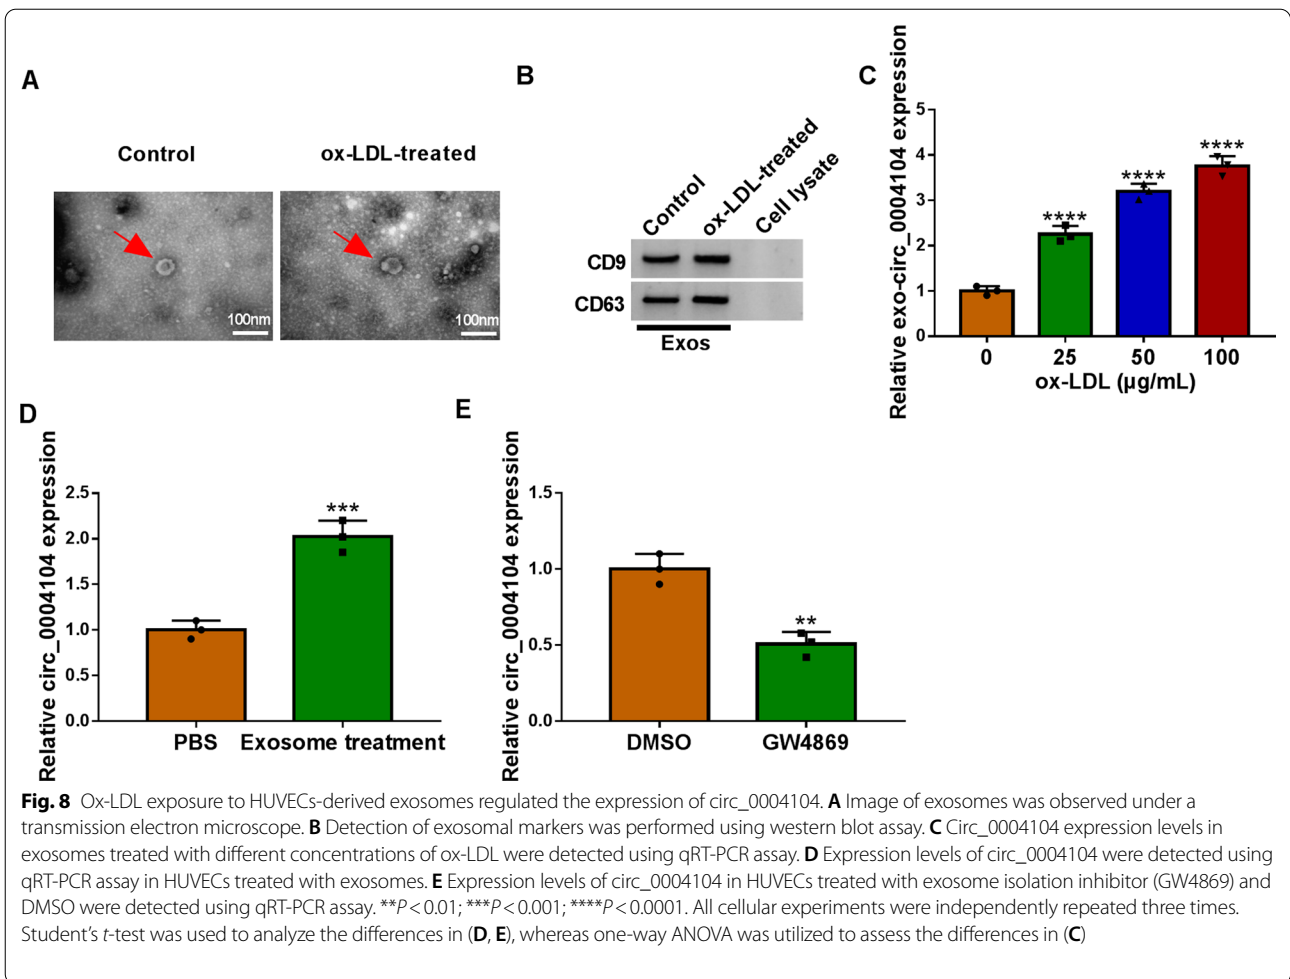 A
Control
ox-LDL-treated
100nm
100nm
B
Control
ox-LDL-treated
Cell lysate
CD9
CD63
Exos
C
Relative exo-circ_0004104 expression
5
4
3
2
1
0
****
****
****
0 25 50 100
ox-LDL (μg/mL)
D
Relative circ_0004104 expression
2.5
2.0
1.5
1.0
0.5
0.0
***
PBS Exosome treatment
E
Relative circ_0004104 expression
1.5
1.0
0.5
0.0
**
DMSO GW4869
Fig. 8 Ox-LDL exposure to HUVECs-derived exosomes regulated the expression of circ_0004104. A Image of exosomes was observed under a
transmission electron microscope. B Detection of exosomal markers was performed using western blot assay. C Circ_0004104 expression levels in
exosomes treated with different concentrations of ox-LDL were detected using qRT-PCR assay. D Expression levels of circ_0004104 were detected using
qRT-PCR assay in HUVECs treated with exosomes. E Expression levels of circ_0004104 in HUVECs treated with exosome isolation inhibitor (GW4869) and
DMSO were detected using qRT-PCR assay. **P < 0.01; ***P < 0.001; ****P < 0.0001. All cellular experiments were independently repeated three times.
Student's t-test was used to analyze the differences in (D, E), whereas one-way ANOVA was utilized to assess the differences in (C)